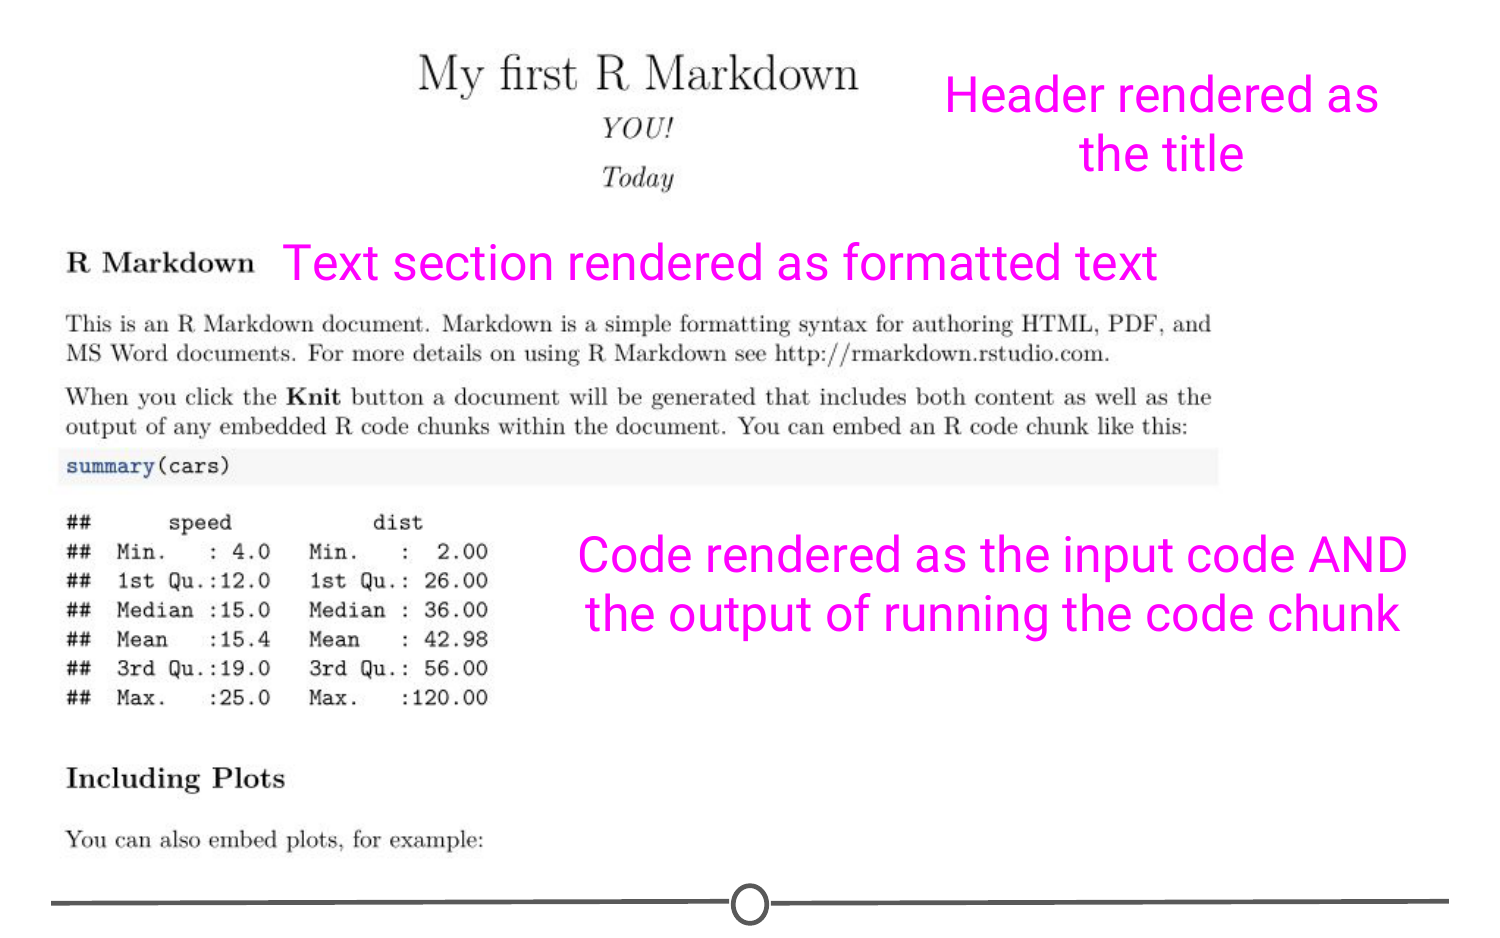 My first R Markdown
YOU!
Today
Header rendered as
the title
R Markdown
Text section rendered as formatted text
This is an R Markdown document. Markdown is a simple formatting syntax for authoring HTML, PDF, and
MS Word documents. For more details on using R Markdown see http://rmarkdown.rstudio.com.
When you click the Knit button a document will be generated that includes both content as well as the
output of any embedded R code chunks within the document. You can embed an R code chunk like this:
summary(cars)
##      speed           dist
##  Min.   : 4.0   Min.   :  2.00
##  1st Qu.:12.0   1st Qu.: 26.00
##  Median :15.0   Median : 36.00
##  Mean   :15.4   Mean   : 42.98
##  3rd Qu.:19.0   3rd Qu.: 56.00
##  Max.   :25.0   Max.   :120.00
Code rendered as the input code AND
the output of running the code chunk
Including Plots
You can also embed plots, for example: